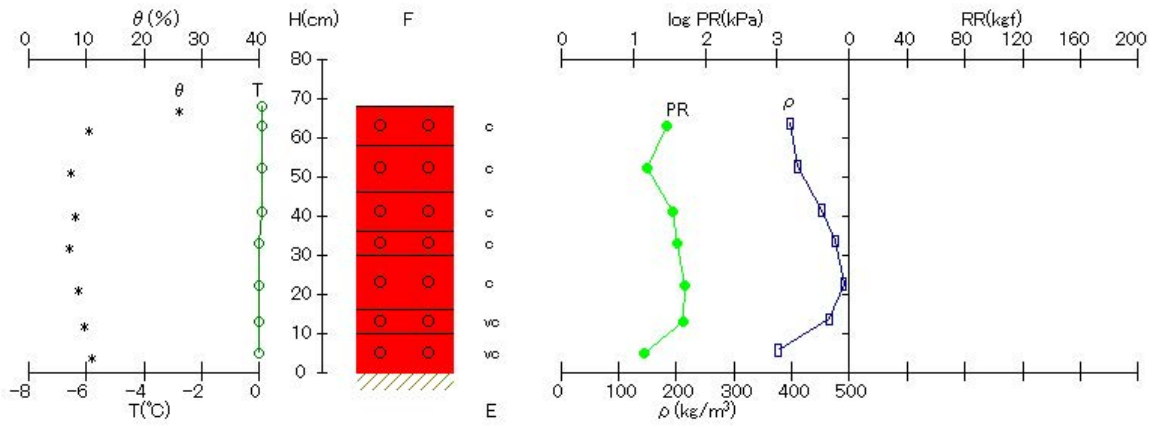 θ(%) H(cm) F log PR(kPa) RR(kgf)
0 10 20 30 40 0 1 2 3 0 40 80 120 160 200
80
θ T
70
PR ρ
60 c
50 c
40 c
30 c
20 c
10 vc
0 vc
-8 -6 -4 -2 0 0 100 200 300 400 500
T(℃) E ρ(kg/m³)